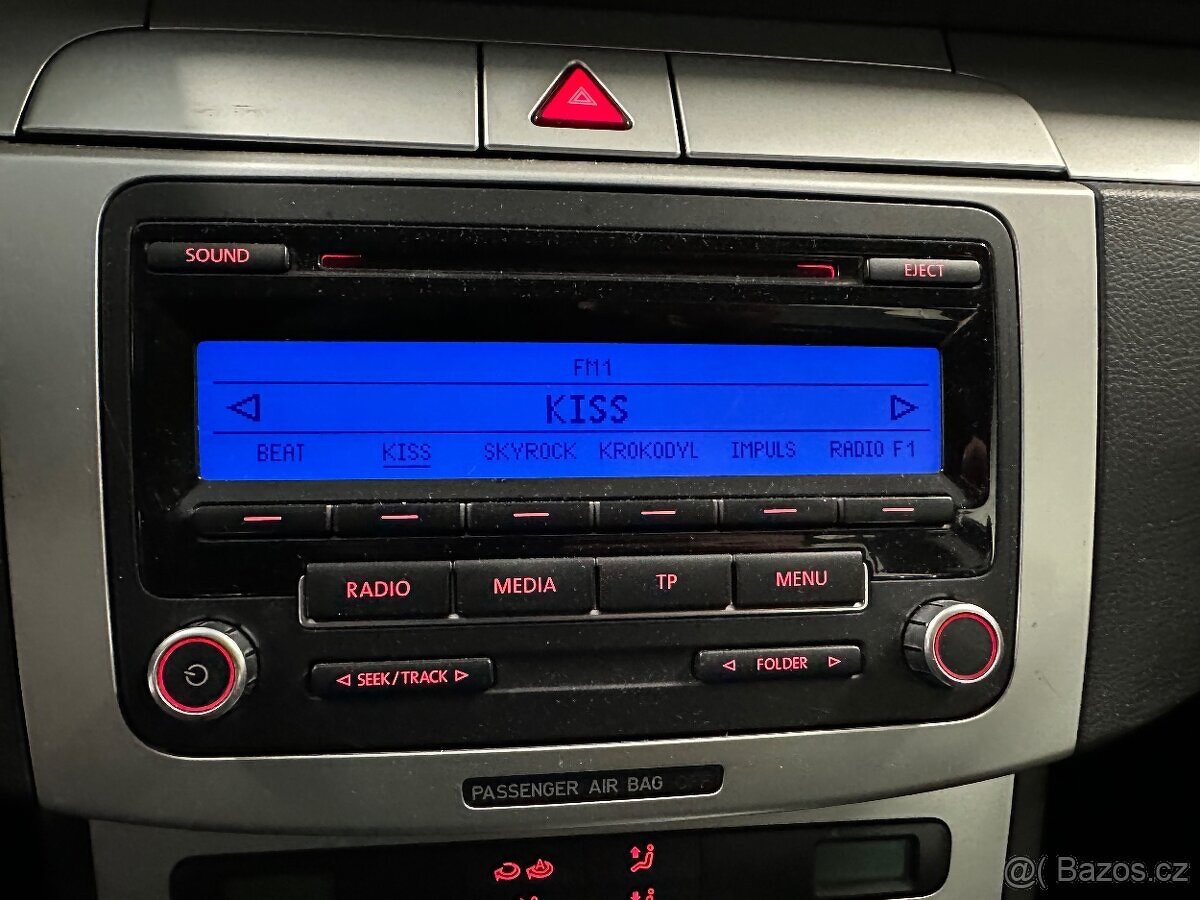 SOUND
EJECT
FM1
KISS
BEAT KISS SKYROCK KROKODYL IMPULS RADIO F1
RADIO MEDIA TP MENU
SEEK/TRACK
FOLDER
PASSENGER AIR BAG OFF
@( Bazos.cz